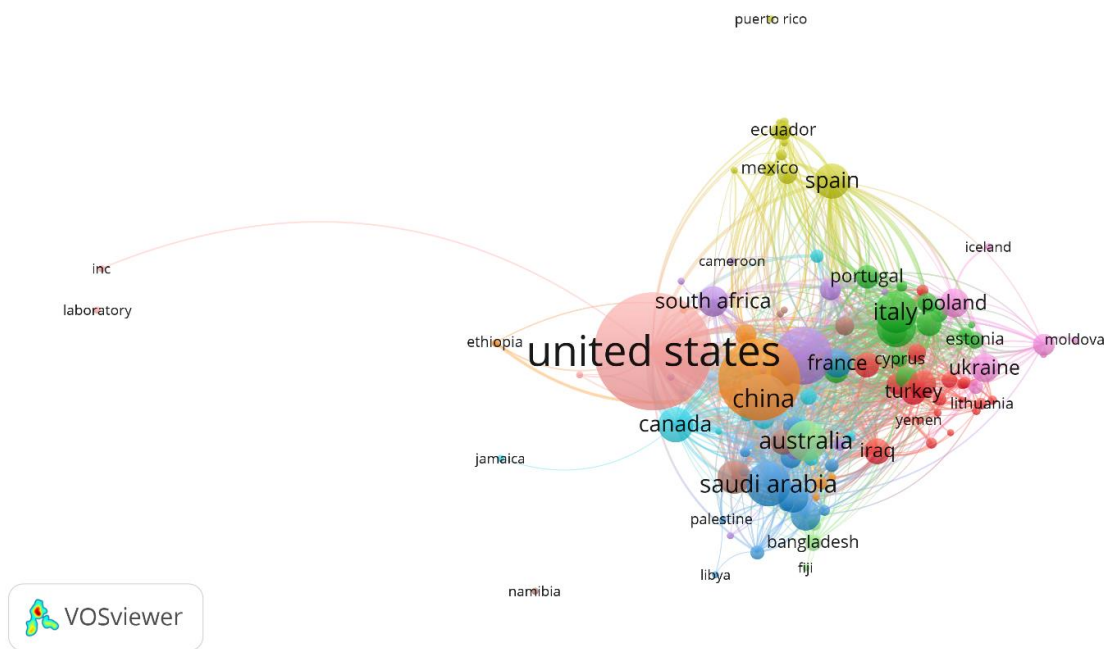 puerto rico
ecuador
mexico
spain
iceland
cameroon
inc
portugal
south africa
poland
laboratory
italy
estonia
moldova
ethiopia
united states
france
cyprus
ukraine
turkey
china
lithuania
yemen
canada
australia
iraq
jamaica
saudi arabia
palestine
bangladesh
fiji
libya
namibia
VOSviewer